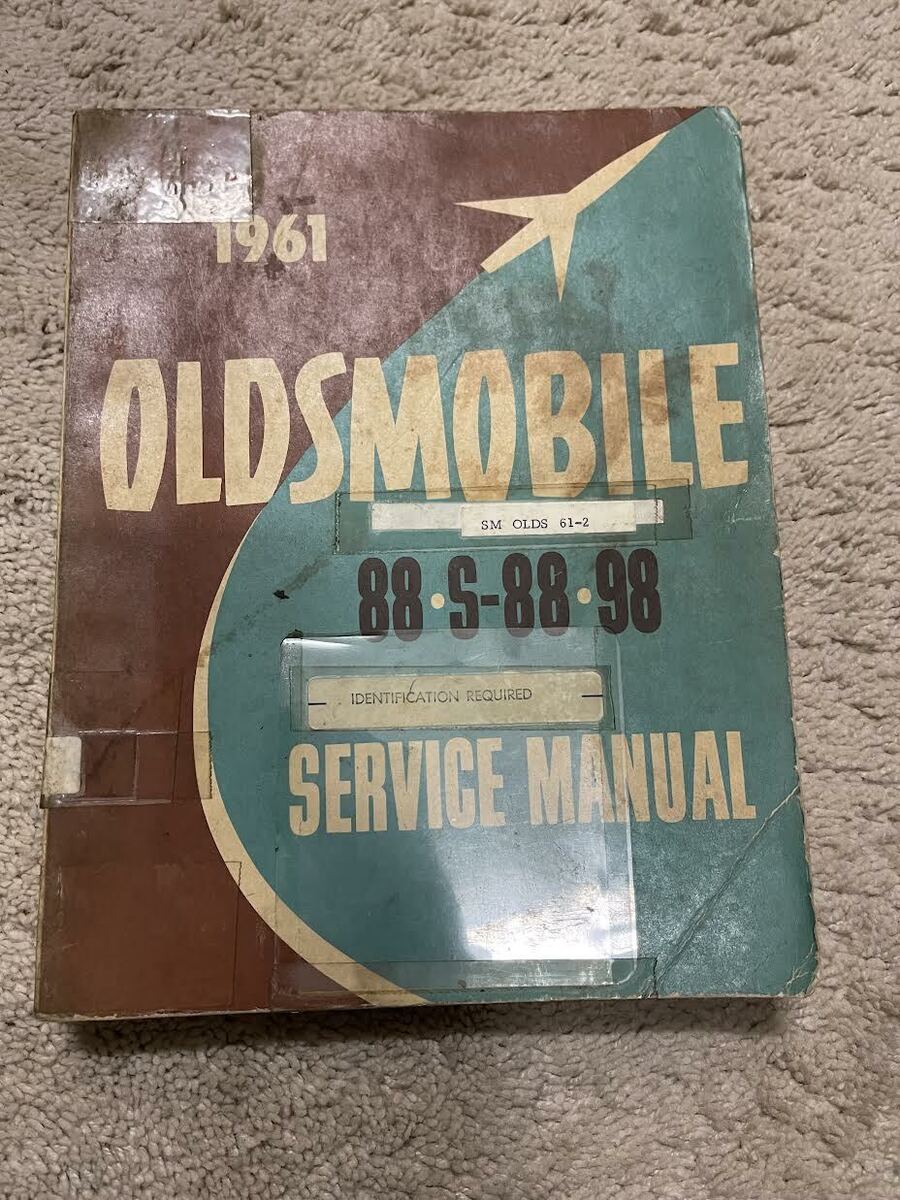 1961
OLDSMOBILE
SM OLDS 61-2
88•S-88•98
IDENTIFICATION REQUIRED
SERVICE MANUAL